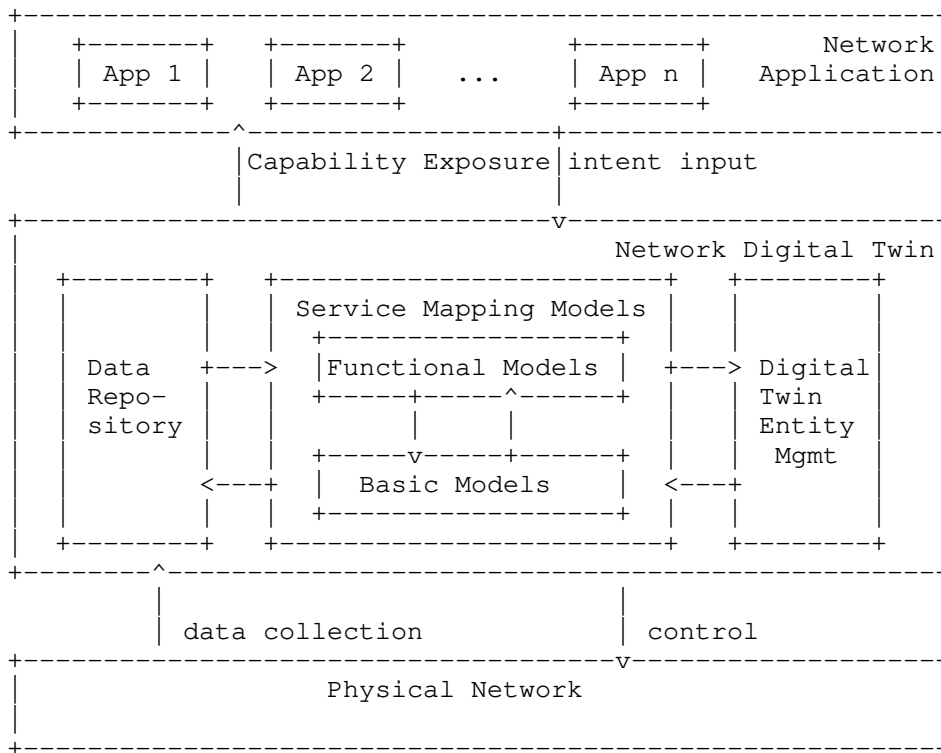 Network
App 1 App 2 ... App n Application
Capability Exposure intent input
Network Digital Twin
Service Mapping Models
Data Functional Models Digital
Repo- Twin
sitory Entity
Mgmt
Basic Models
data collection control
Physical Network